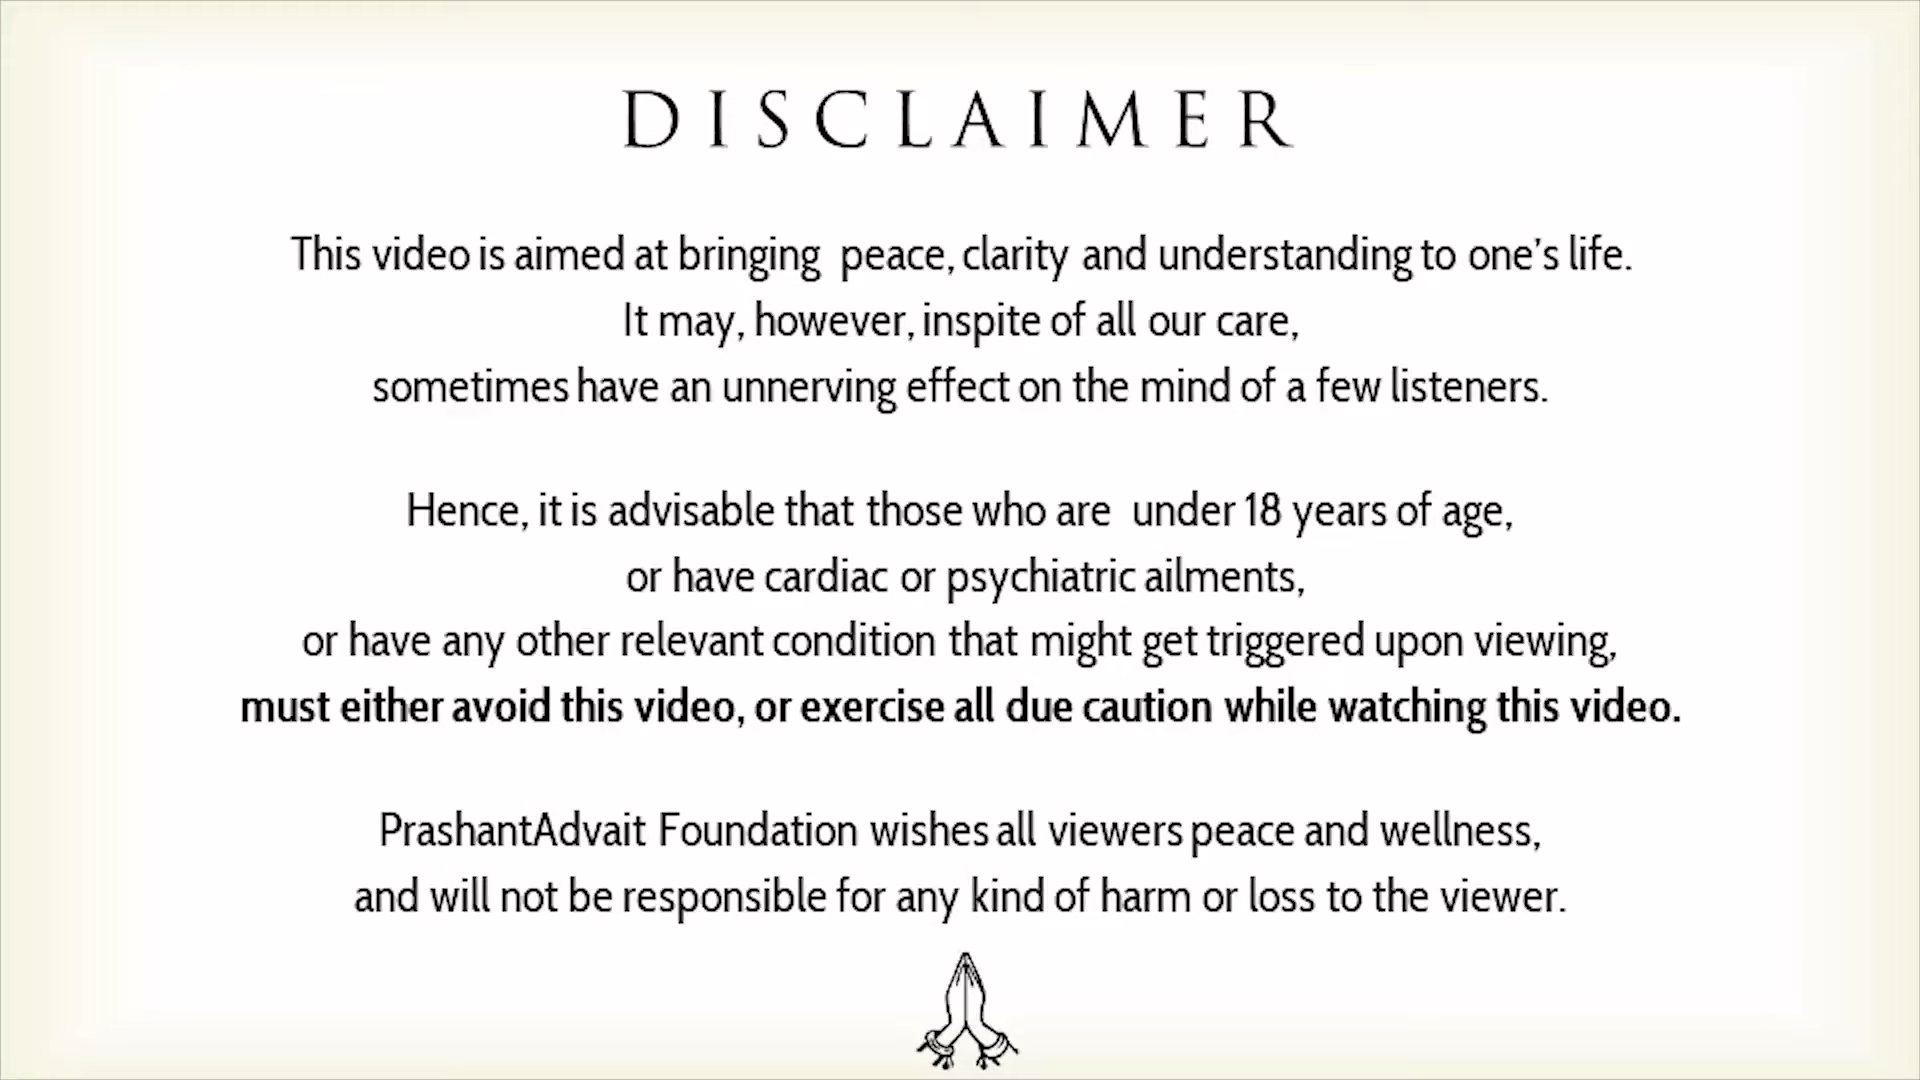 DISCLAIMER
This video is aimed at bringing peace, clarity and understanding to one's life.
It may, however, inspite of all our care,
sometimes have an unnerving effect on the mind of a few listeners.
Hence, it is advisable that those who are under 18 years of age,
or have cardiac or psychiatric ailments,
or have any other relevant condition that might get triggered upon viewing,
must either avoid this video, or exercise all due caution while watching this video.
PrashantAdvait Foundation wishes all viewers peace and wellness,
and will not be responsible for any kind of harm or loss to the viewer.